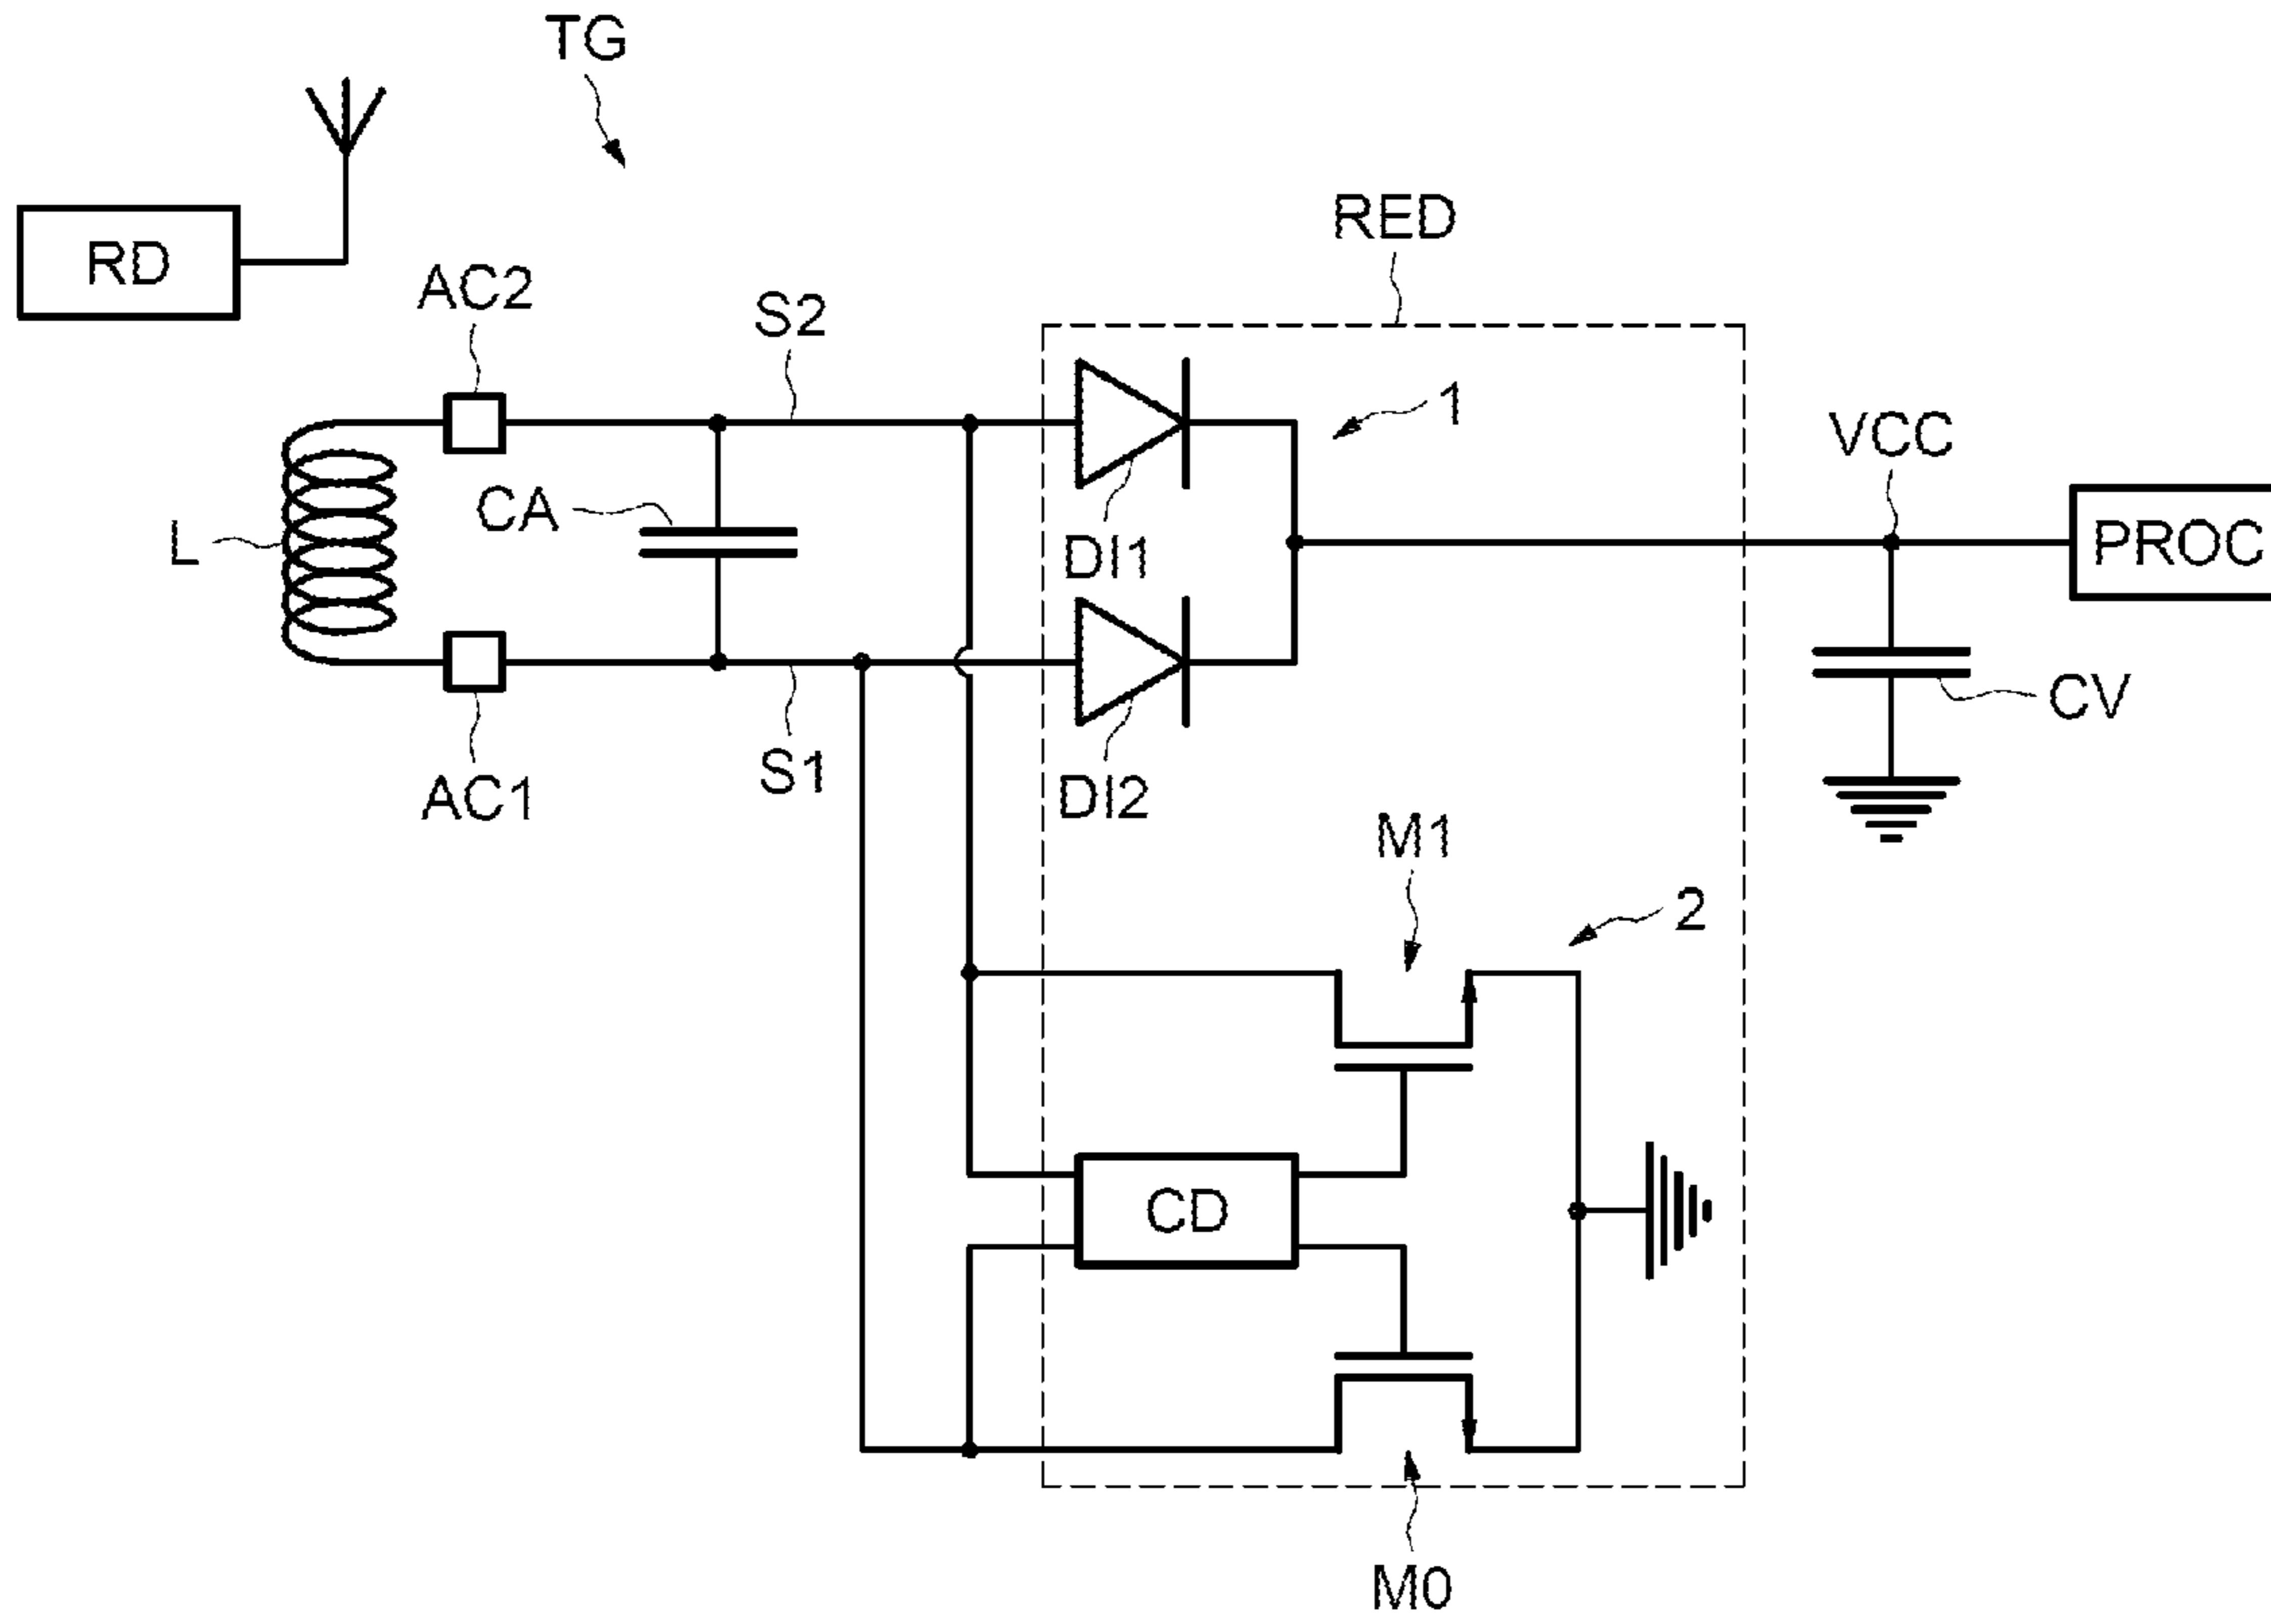 TG
RED
RD
AC2
S2
1
VCC
CA
L
DI1
PROC
CV
S1
AC1
DI2
M1
2
CD
M0